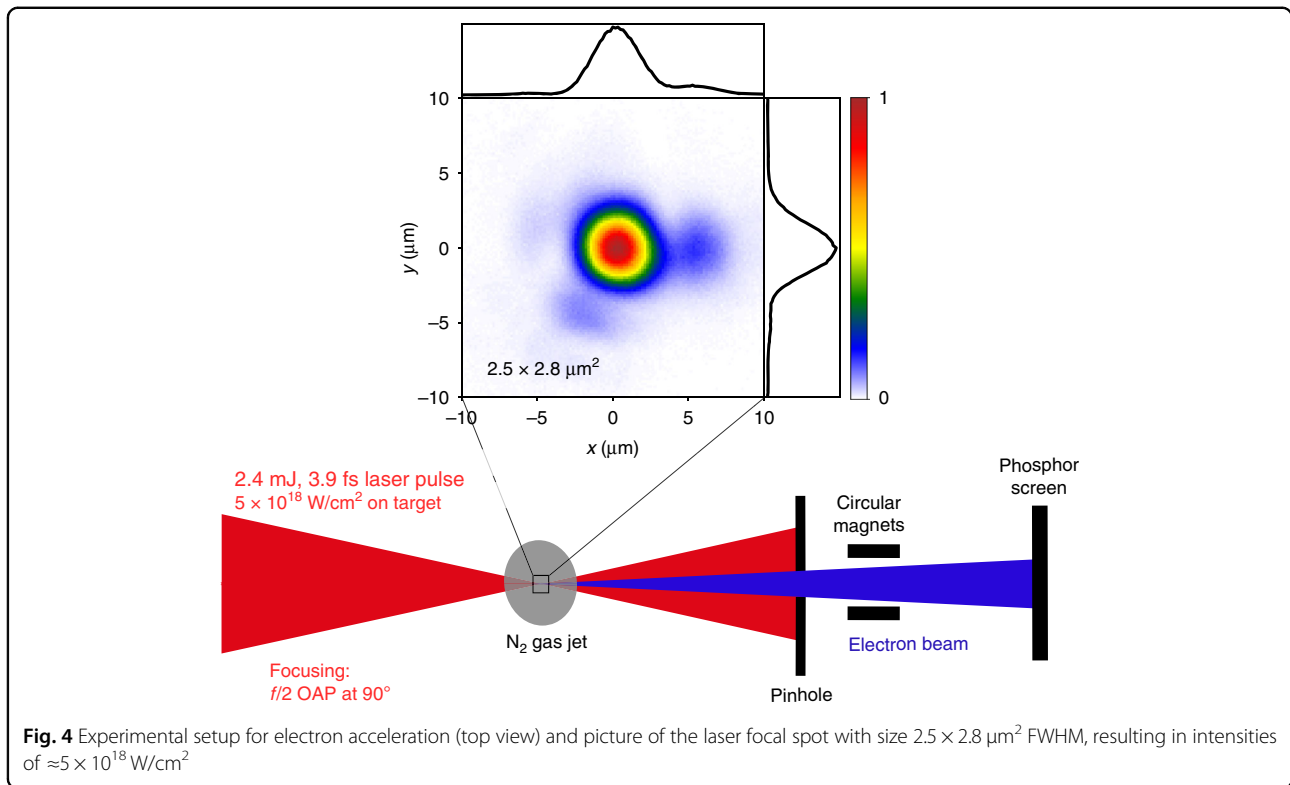 10
5
0
−5
−10
y (µm)
2.5 × 2.8 µm²
−10
−5
0
5
10
x (µm)
1
0
2.4 mJ, 3.9 fs laser pulse
5 × 10¹⁸ W/cm² on target
Focusing:
f/2 OAP at 90°
N₂ gas jet
Pinhole
Circular
magnets
Electron beam
Phosphor
screen
Fig. 4 Experimental setup for electron acceleration (top view) and picture of the laser focal spot with size 2.5 × 2.8 µm² FWHM, resulting in intensities
of ≈5 × 10¹⁸ W/cm²